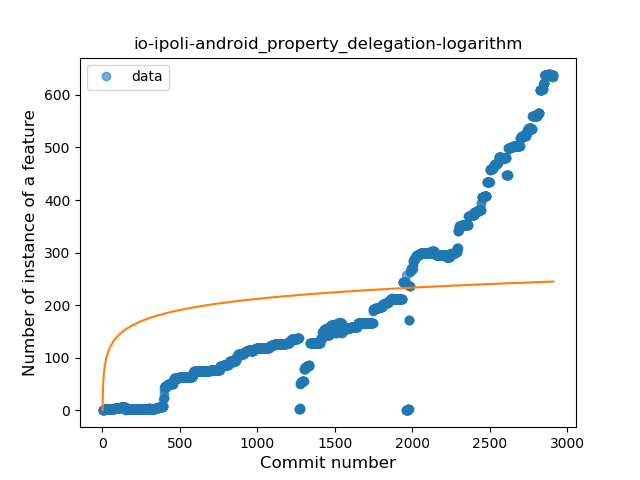 io-ipoli-android_property_delegation-logarithm
data
Number of instance of a feature
600
500
400
300
200
100
0
0 500 1000 1500 2000 2500 3000
Commit number